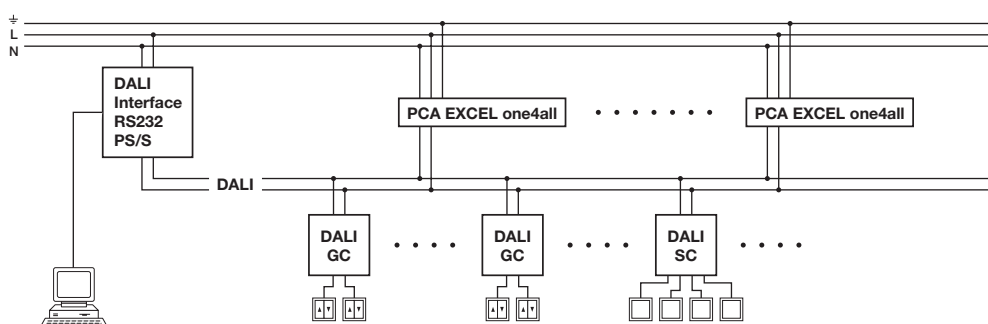 ⏚
L
N
DALI
Interface
RS232
PS/S
PCA EXCEL one4all
PCA EXCEL one4all
DALI
DALI
GC
DALI
GC
DALI
SC